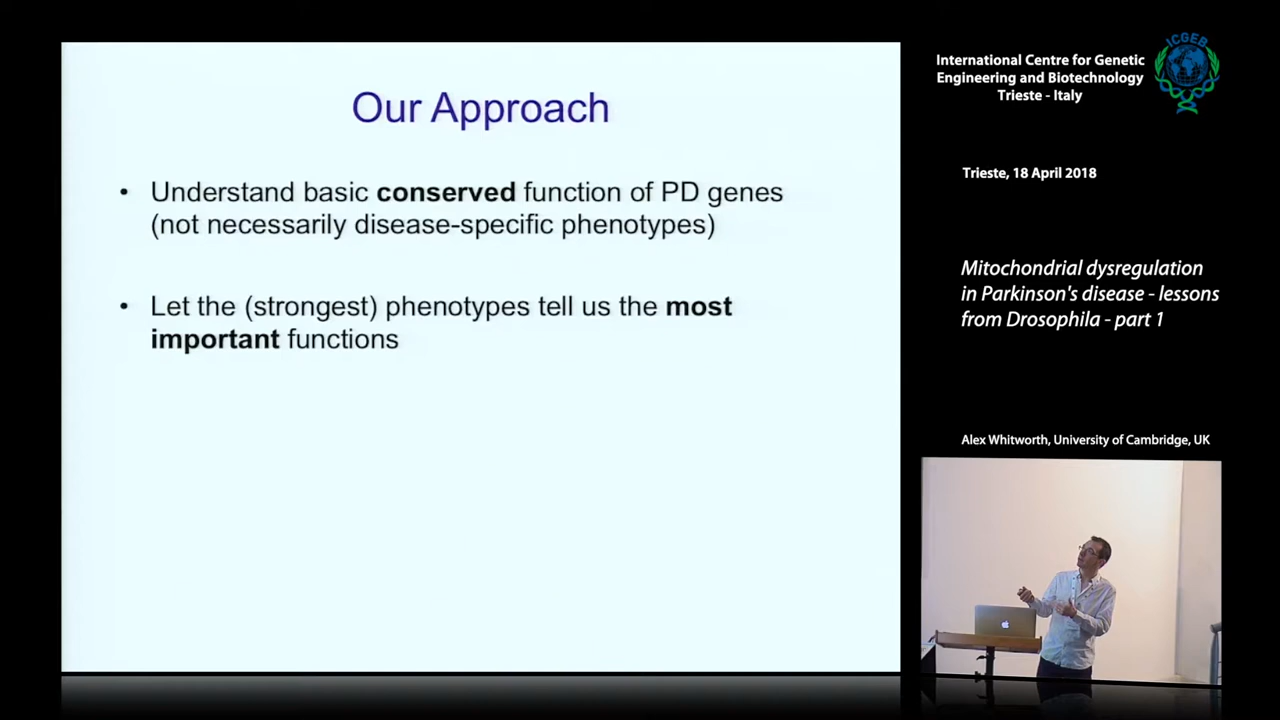 Our Approach
• Understand basic conserved function of PD genes
(not necessarily disease-specific phenotypes)
• Let the (strongest) phenotypes tell us the most
important functions
International Centre for Genetic
Engineering and Biotechnology
Trieste - Italy
ICGEB
Trieste, 18 April 2018
Mitochondrial dysregulation
in Parkinson's disease - lessons
from Drosophila - part 1
Alex Whitworth, University of Cambridge, UK